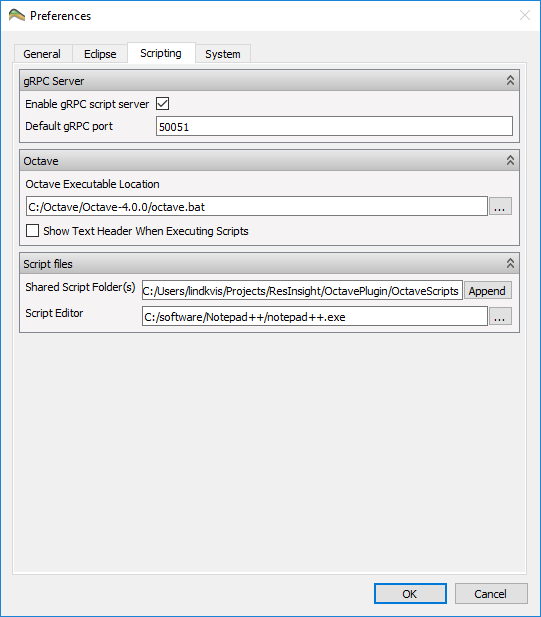 Preferences
General Eclipse Scripting System
gRPC Server
Enable gRPC script server
Default gRPC port 50051
Octave
Octave Executable Location
C:/Octave/Octave-4.0.0/octave.bat ...
Show Text Header When Executing Scripts
Script files
Shared Script Folder(s) C:/Users/lindkvis/Projects/ResInsight/OctavePlugin/OctaveScripts Append
Script Editor C:/software/Notepad++/notepad++.exe ...
OK Cancel